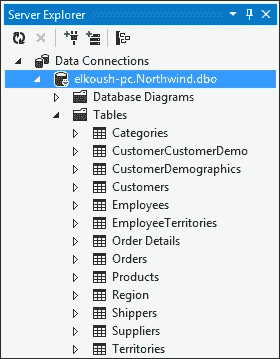 Server Explorer
Data Connections
elkoush-pc.Northwind.dbo
Database Diagrams
Tables
Categories
CustomerCustomerDemo
CustomerDemographics
Customers
Employees
EmployeeTerritories
Order Details
Orders
Products
Region
Shippers
Suppliers
Territories